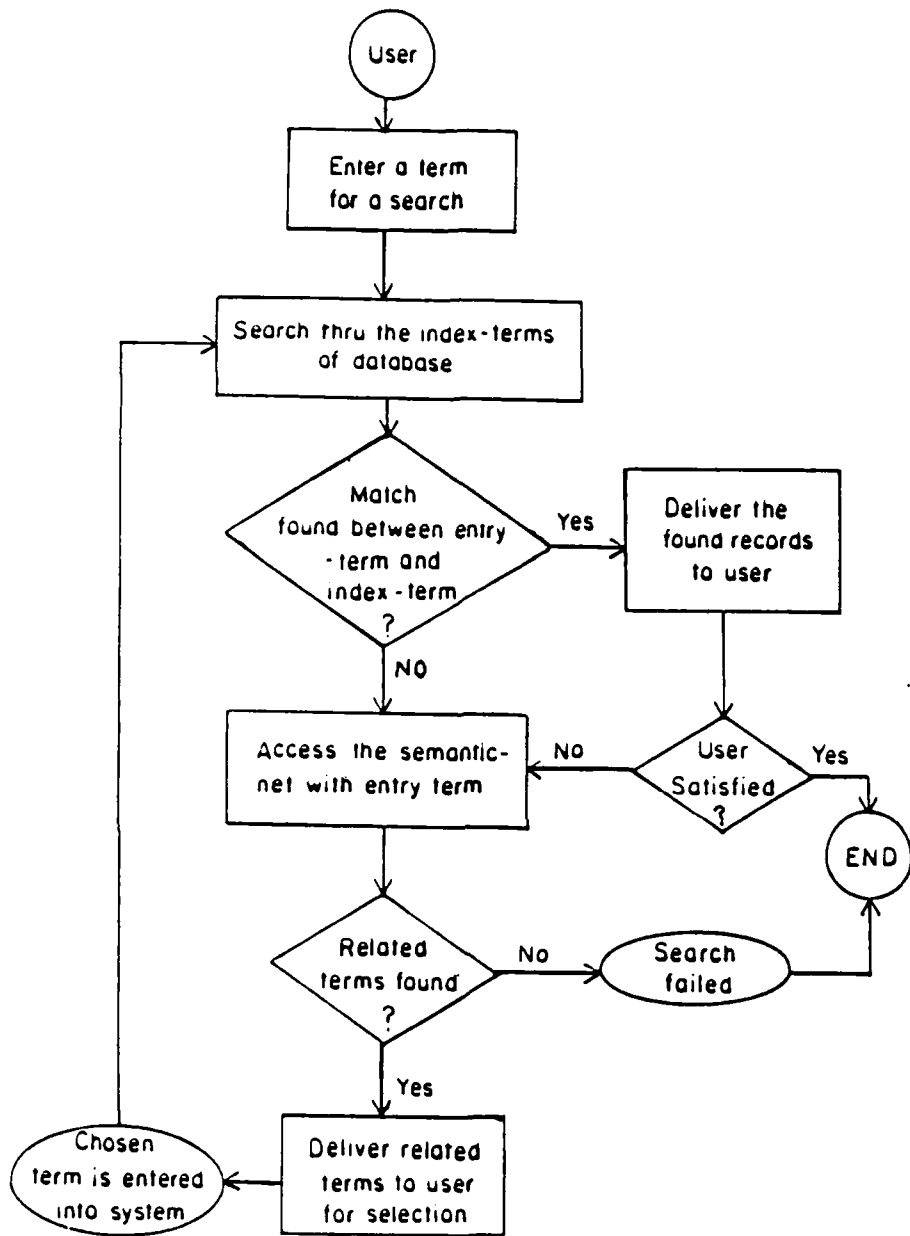 User
Enter a term
for a search
Search thru the index-terms
of database
Match
found between entry
-term and
index-term
?
Yes
Deliver the
found records
to user
NO
Access the semantic-
net with entry term
No
User
Satisfied
?
Yes
END
Related
terms found
?
No
Search
failed
Yes
Deliver related
terms to user
for selection
Chosen
term is entered
into system